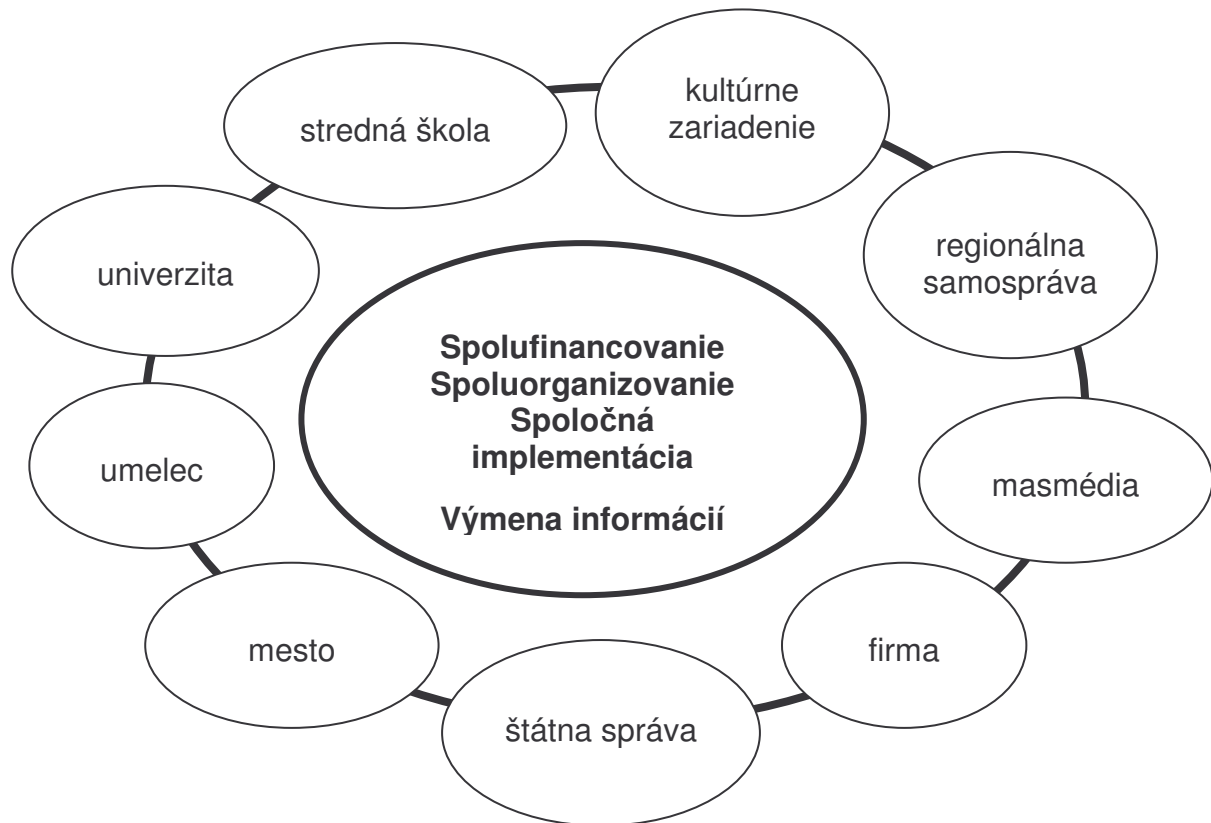 kultúrne
zariadenie
stredná škola
regionálna
samospráva
univerzita
Spolufinancovanie
Spoluorganizovanie
Spoločná
implementácia
Výmena informácií
umelec
masmédia
mesto
firma
štátna správa